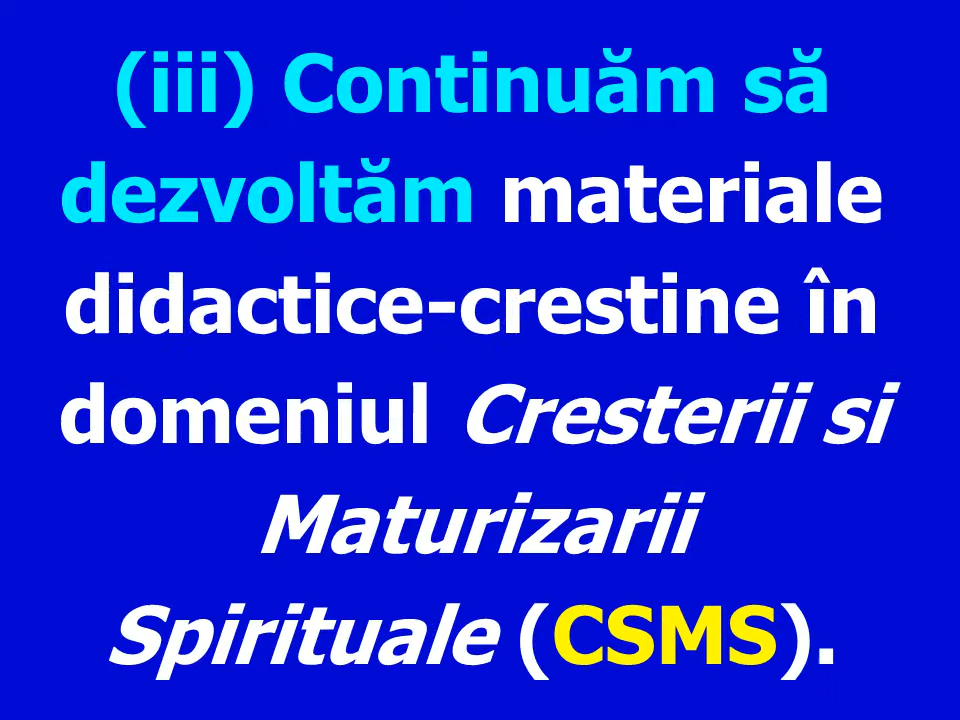 (iii) Continuăm să
dezvoltăm materiale
didactice-crestine în
domeniul Cresterii si
Maturizarii
Spirituale (CSMS).